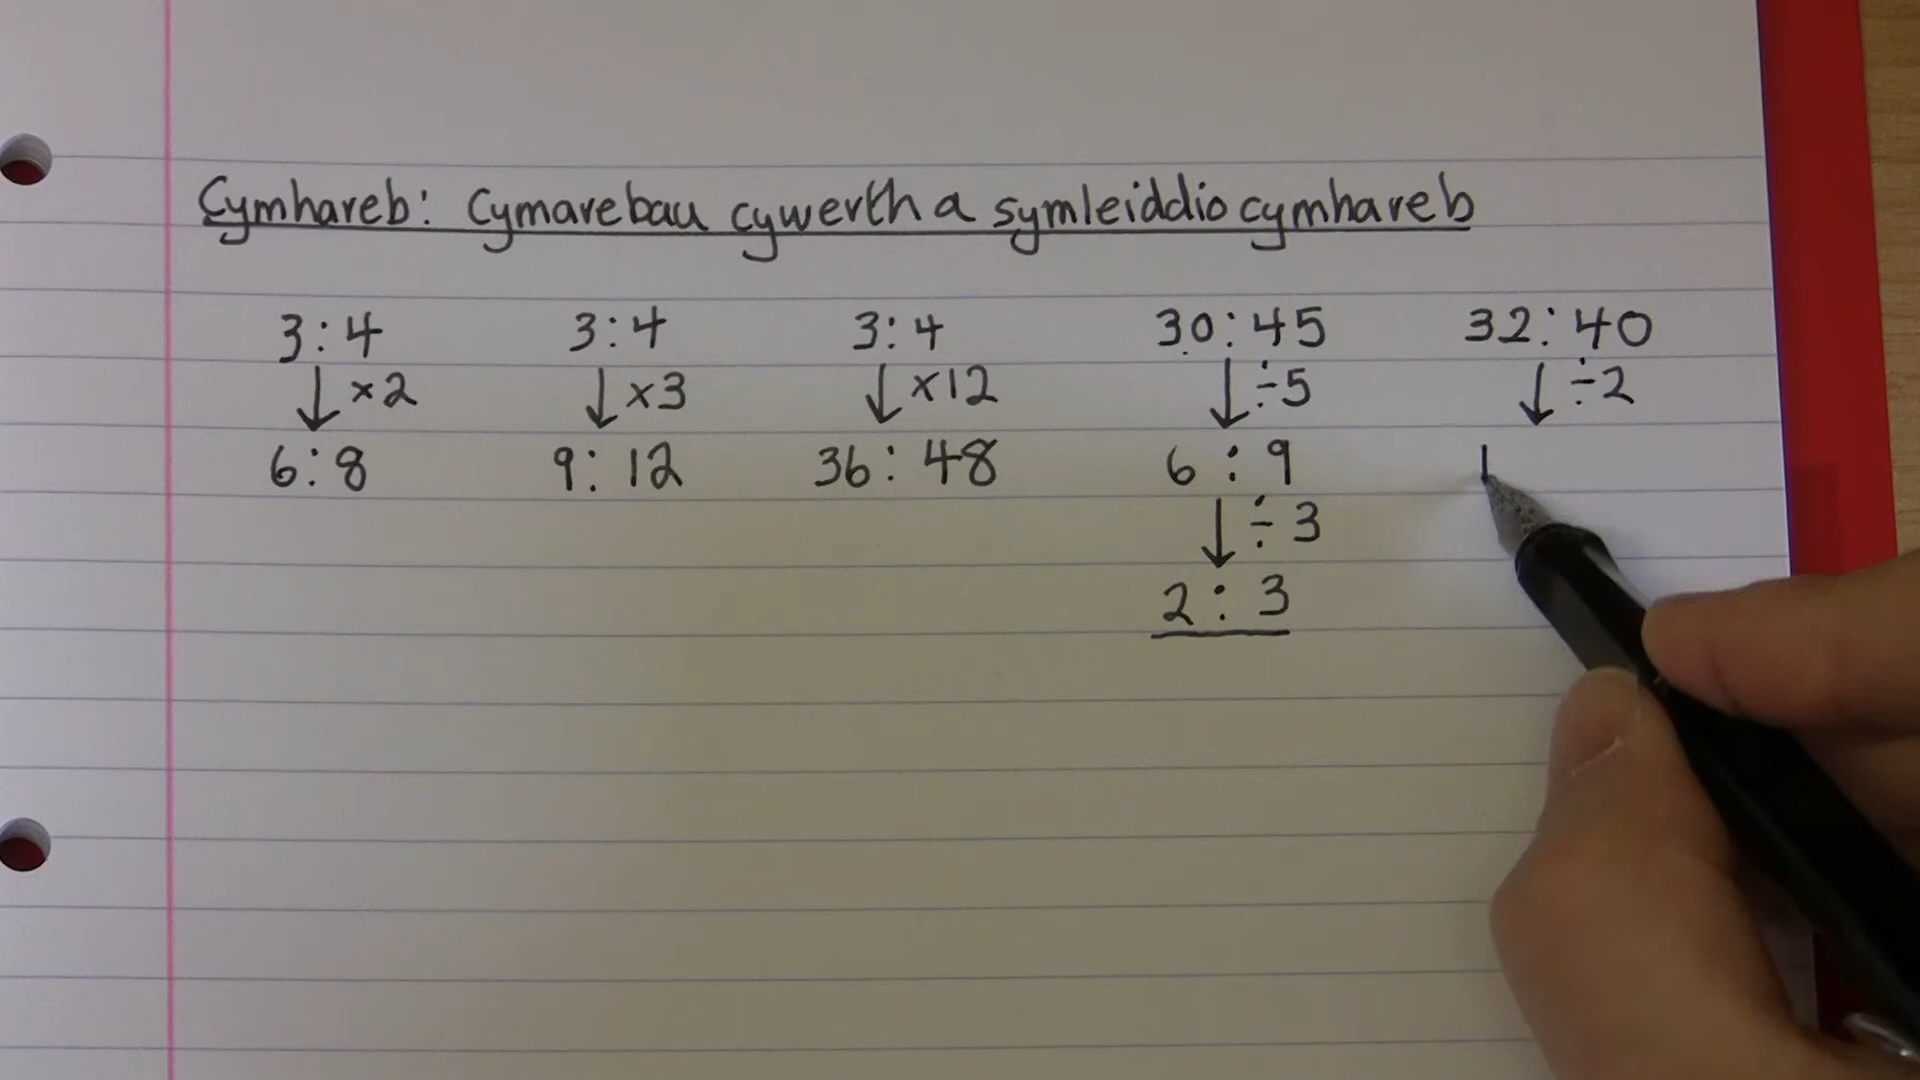 Cymhareb: Cymarebau cywerth a symleiddio cymhareb
3:4 3:4 3:4 30:45 32:40
↓×2 ↓×3 ↓×12 ↓÷5 ↓÷2
6:8 9:12 36:48 6:9 1
↓÷3
2:3